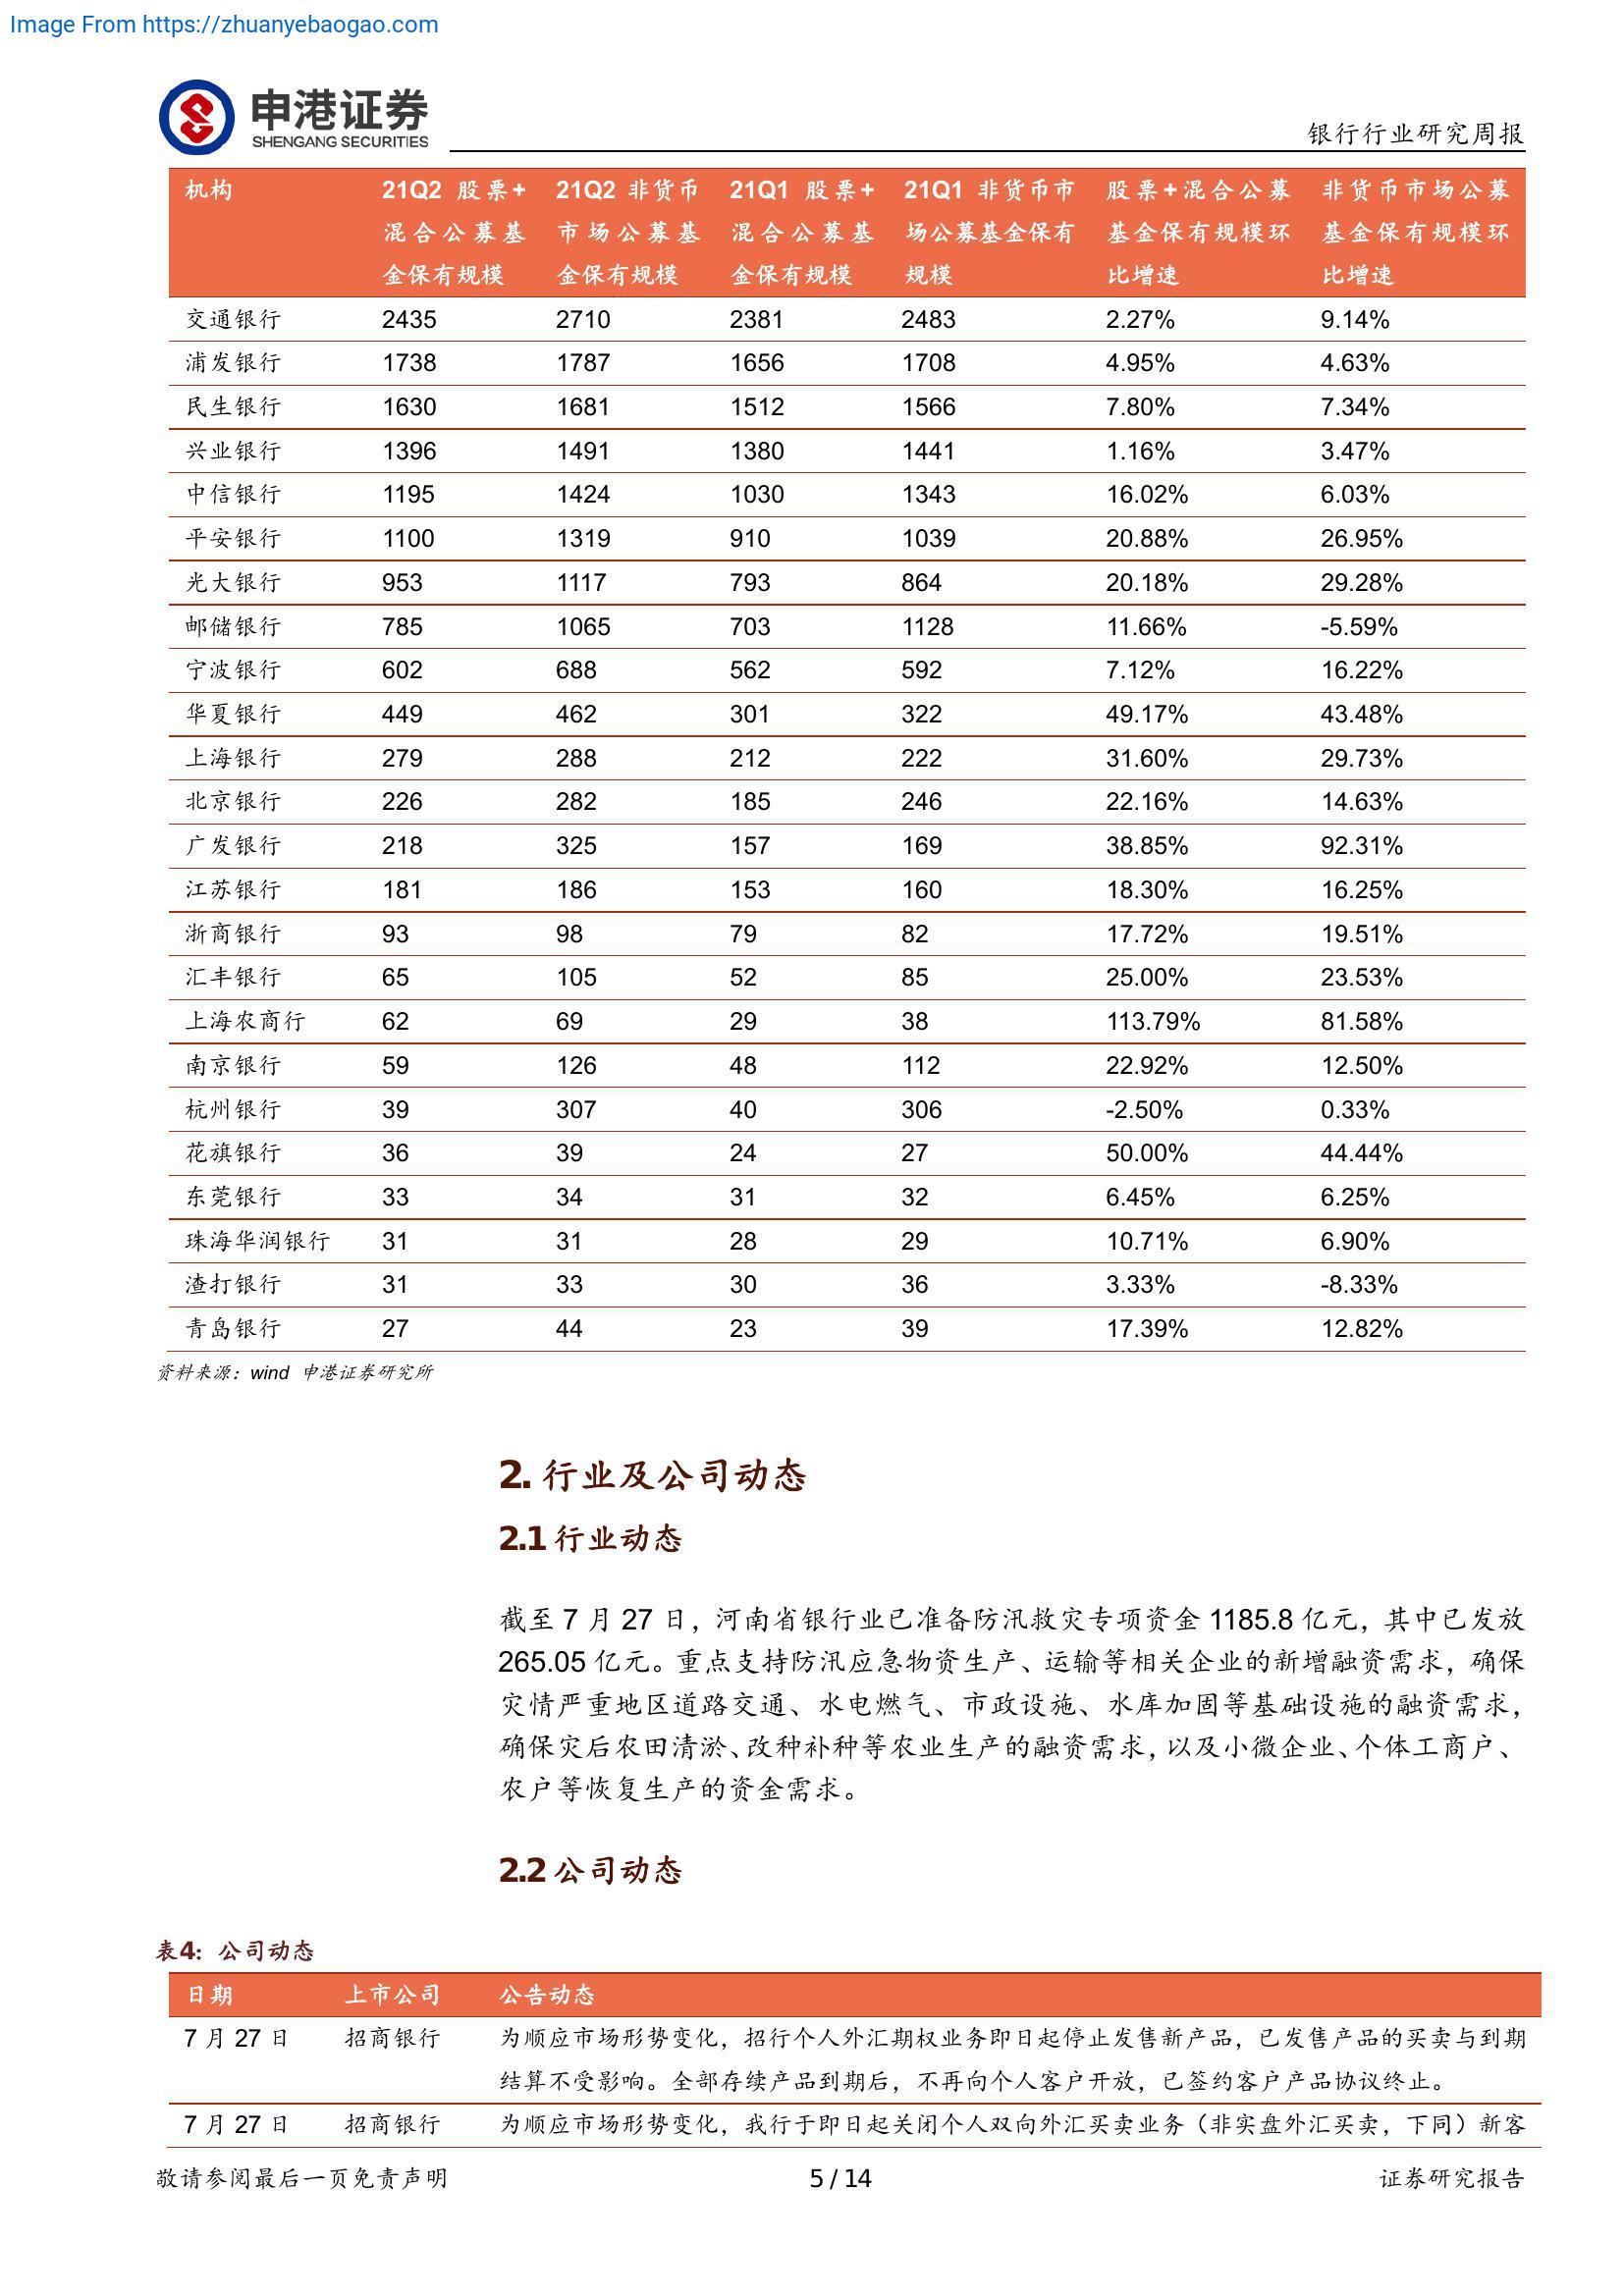 Image From https://zhuanyebaogao.com
申港证券
SHENGANG SECURITIES
银行行业研究周报
机构 21Q2 股票+混合公募基金保有规模 21Q2 非货币市场公募基金保有规模 21Q1 股票+混合公募基金保有规模 21Q1 非货币市场公募基金保有规模 股票+混合公募基金保有规模环比增速 非货币市场公募基金保有规模环比增速
交通银行 2435 2710 2381 2483 2.27% 9.14%
浦发银行 1738 1787 1656 1708 4.95% 4.63%
民生银行 1630 1681 1512 1566 7.80% 7.34%
兴业银行 1396 1491 1380 1441 1.16% 3.47%
中信银行 1195 1424 1030 1343 16.02% 6.03%
平安银行 1100 1319 910 1039 20.88% 26.95%
光大银行 953 1117 793 864 20.18% 29.28%
邮储银行 785 1065 703 1128 11.66% -5.59%
宁波银行 602 688 562 592 7.12% 16.22%
华夏银行 449 462 301 322 49.17% 43.48%
上海银行 279 288 212 222 31.60% 29.73%
北京银行 226 282 185 246 22.16% 14.63%
广发银行 218 325 157 169 38.85% 92.31%
江苏银行 181 186 153 160 18.30% 16.25%
浙商银行 93 98 79 82 17.72% 19.51%
汇丰银行 65 105 52 85 25.00% 23.53%
上海农商行 62 69 29 38 113.79% 81.58%
南京银行 59 126 48 112 22.92% 12.50%
杭州银行 39 307 40 306 -2.50% 0.33%
花旗银行 36 39 24 27 50.00% 44.44%
东莞银行 33 34 31 32 6.45% 6.25%
珠海华润银行 31 31 28 29 10.71% 6.90%
渣打银行 31 33 30 36 3.33% -8.33%
青岛银行 27 44 23 39 17.39% 12.82%
资料来源：wind 申港证券研究所
2. 行业及公司动态
2.1 行业动态
截至 7 月 27 日，河南省银行业已准备防汛救灾专项资金 1185.8 亿元，其中已发放
265.05 亿元。重点支持防汛应急物资生产、运输等相关企业的新增融资需求，确保
灾情严重地区道路交通、水电燃气、市政设施、水库加固等基础设施的融资需求，
确保灾后农田清淤、改种补种等农业生产的融资需求，以及小微企业、个体工商户、
农户等恢复生产的资金需求。
2.2 公司动态
表4: 公司动态
日期 上市公司 公告动态
7 月 27 日 招商银行 为顺应市场形势变化，招行个人外汇期权业务即日起停止发售新产品，已发售产品的买卖与到期
结算不受影响。全部存续产品到期后，不再向个人客户开放，已签约客户产品协议终止。
7 月 27 日 招商银行 为顺应市场形势变化，我行于即日起关闭个人双向外汇买卖业务（非实盘外汇买卖，下同）新客
敬请参阅最后一页免责声明 5 / 14 证券研究报告